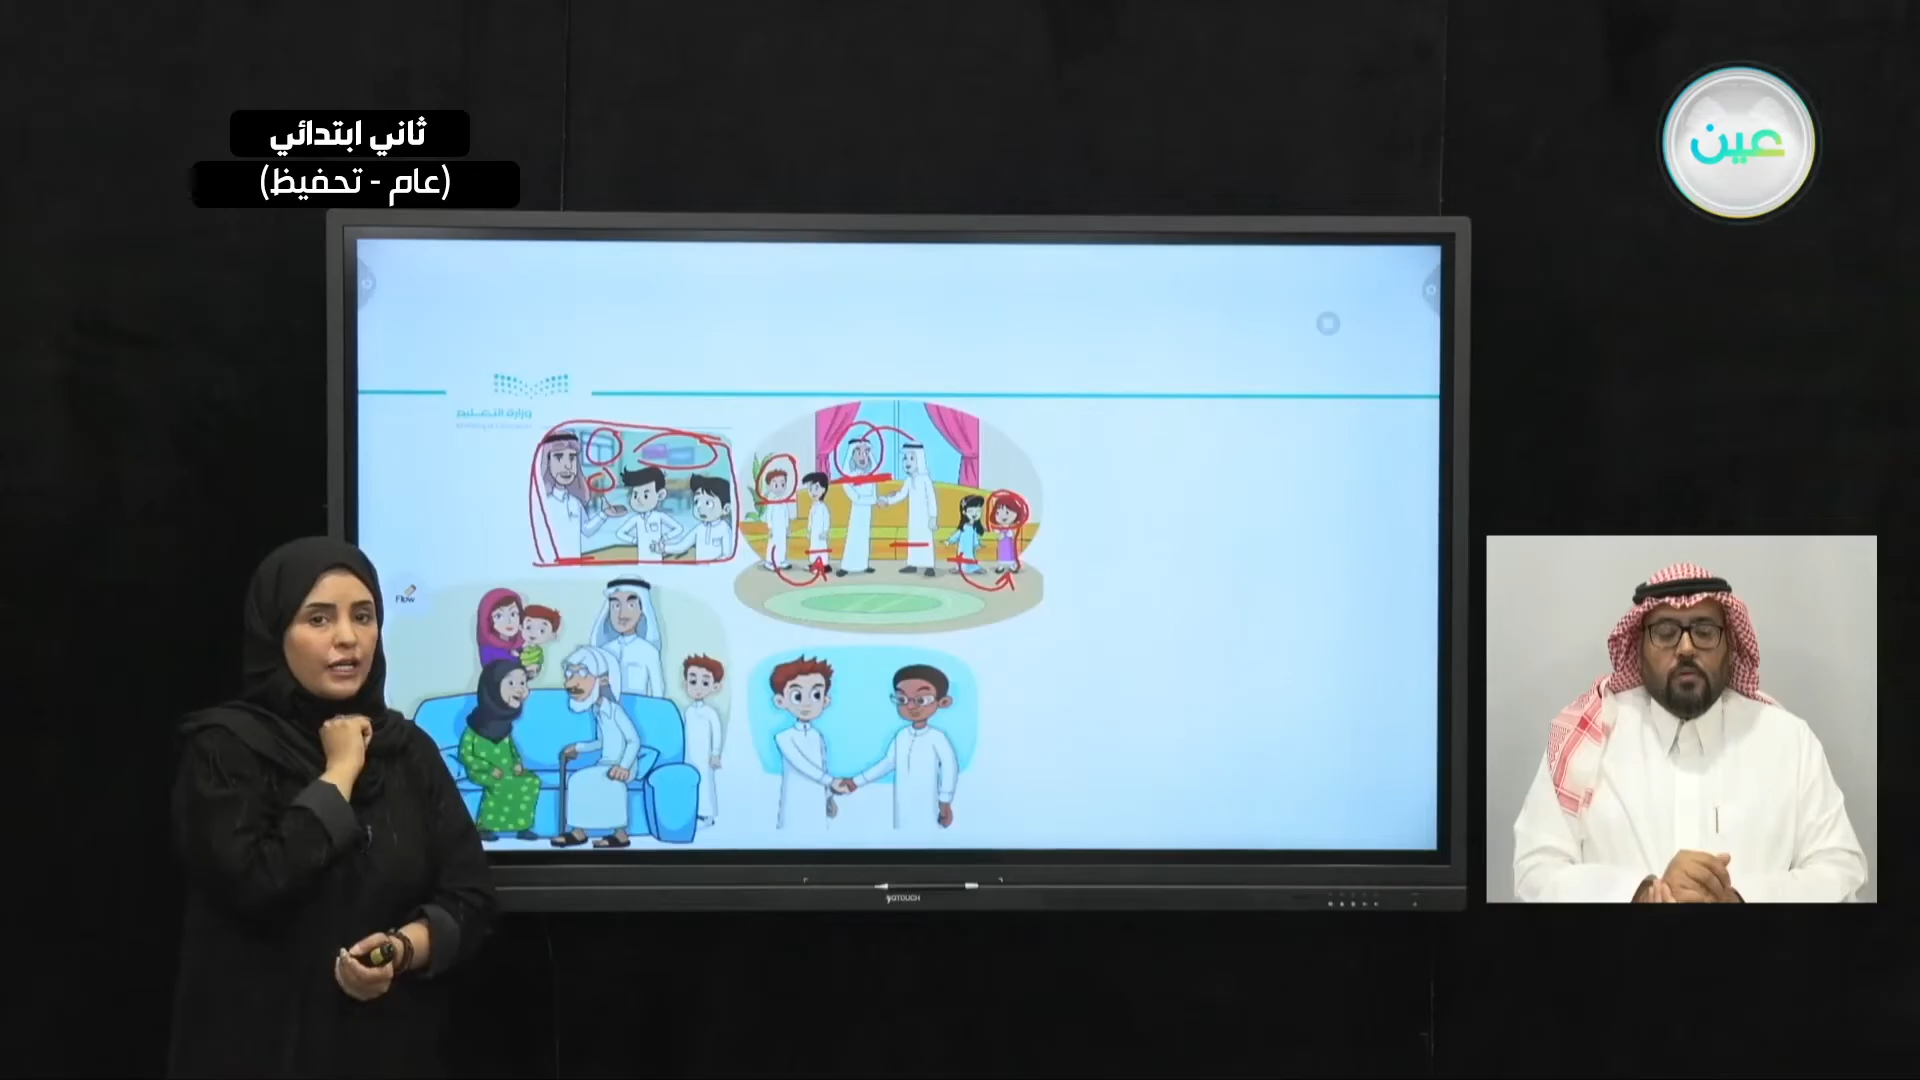 ثاني ابتدائي
(عام - تحفيظ)
عين
وزارة التعليم
Flow